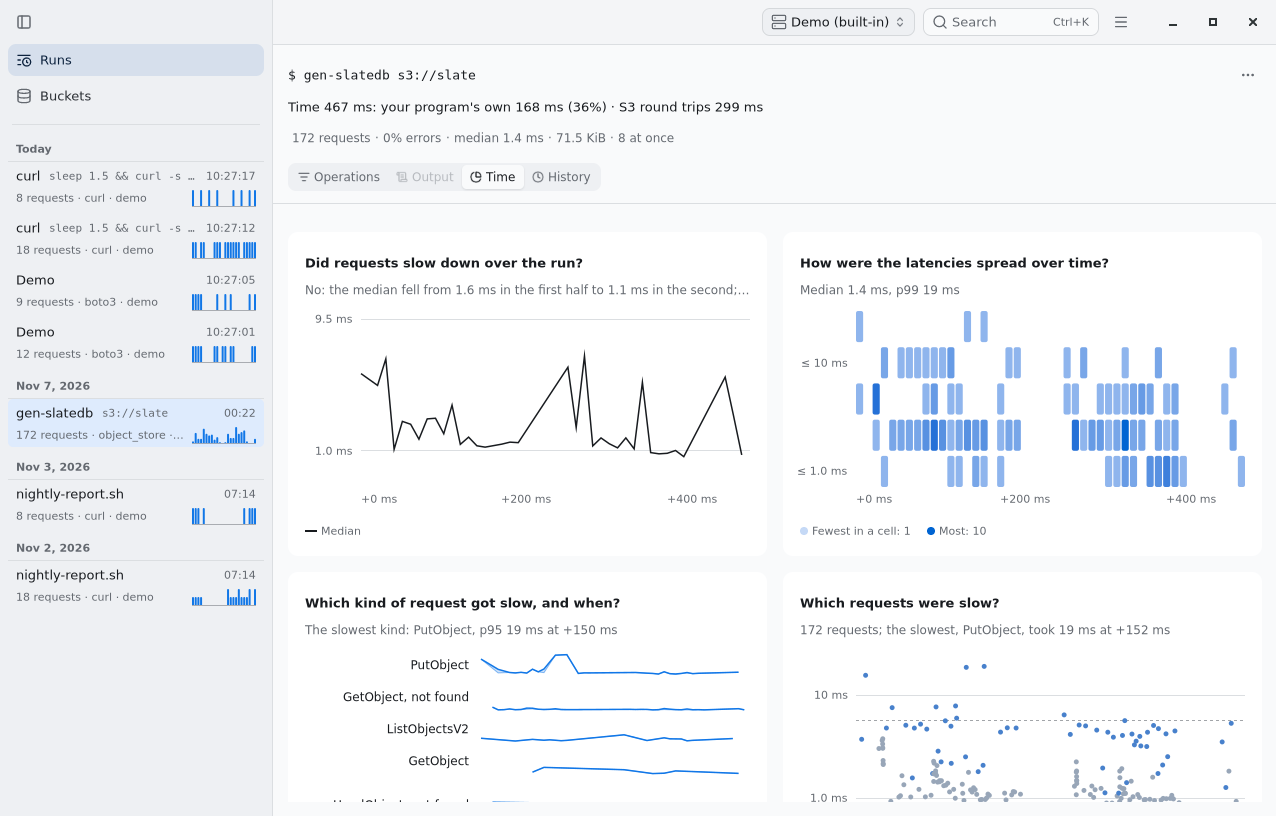 Demo (built-in)
Search
Ctrl+K
Runs
Buckets
Today
curl sleep 1.5 && curl -s … 10:27:17
8 requests · curl · demo
curl sleep 1.5 && curl -s … 10:27:12
18 requests · curl · demo
Demo 10:27:05
9 requests · boto3 · demo
Demo 10:27:01
12 requests · boto3 · demo
Nov 7, 2026
gen-slatedb s3://slate 00:22
172 requests · object_store ·…
Nov 3, 2026
nightly-report.sh 07:14
8 requests · curl · demo
Nov 2, 2026
nightly-report.sh 07:14
18 requests · curl · demo
$ gen-slatedb s3://slate
Time 467 ms: your program's own 168 ms (36%) · S3 round trips 299 ms
172 requests · 0% errors · median 1.4 ms · 71.5 KiB · 8 at once
Operations
Output
Time
History
Did requests slow down over the run?
No: the median fell from 1.6 ms in the first half to 1.1 ms in the second;…
9.5 ms
1.0 ms
+0 ms +200 ms +400 ms
Median
How were the latencies spread over time?
Median 1.4 ms, p99 19 ms
≤ 10 ms
≤ 1.0 ms
+0 ms +200 ms +400 ms
Fewest in a cell: 1 Most: 10
Which kind of request got slow, and when?
The slowest kind: PutObject, p95 19 ms at +150 ms
PutObject
GetObject, not found
ListObjectsV2
GetObject
Which requests were slow?
172 requests; the slowest, PutObject, took 19 ms at +152 ms
10 ms
1.0 ms